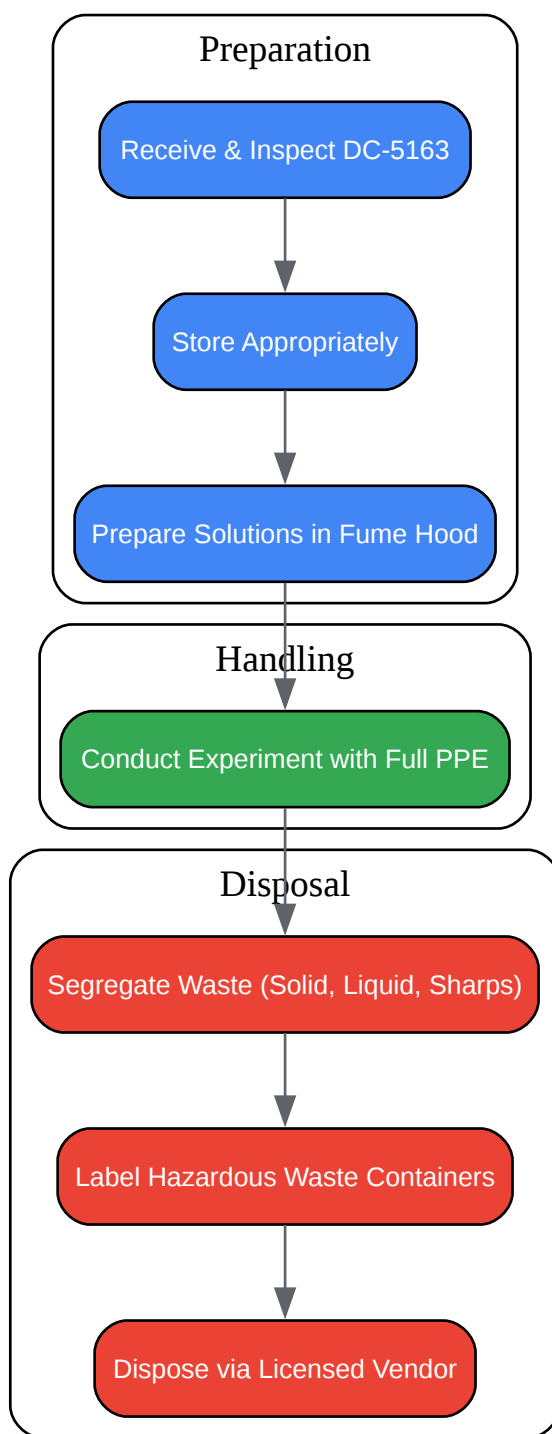 Preparation
Receive & Inspect DC-5163
Store Appropriately
Prepare Solutions in Fume Hood
Handling
Conduct Experiment with Full PPE
Disposal
Segregate Waste (Solid, Liquid, Sharps)
Label Hazardous Waste Containers
Dispose via Licensed Vendor